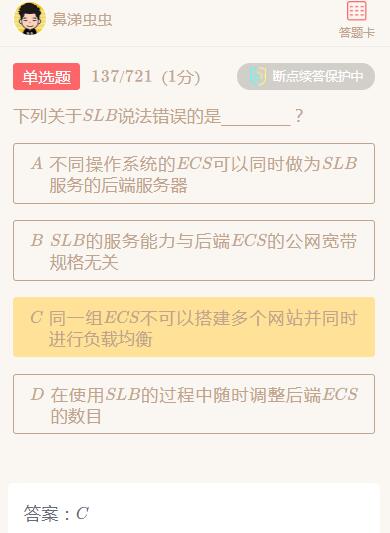 鼻涕虫虫
答题卡
单选题 137/721 (1分) 断点续答保护中
下列关于SLB说法错误的是________？
A 不同操作系统的ECS可以同时做为SLB
服务的后端服务器
B SLB的服务能力与后端ECS的公网宽带
规格无关
C 同一组ECS不可以搭建多个网站并同时
进行负载均衡
D 在使用SLB的过程中随时调整后端ECS
的数目
答案：C